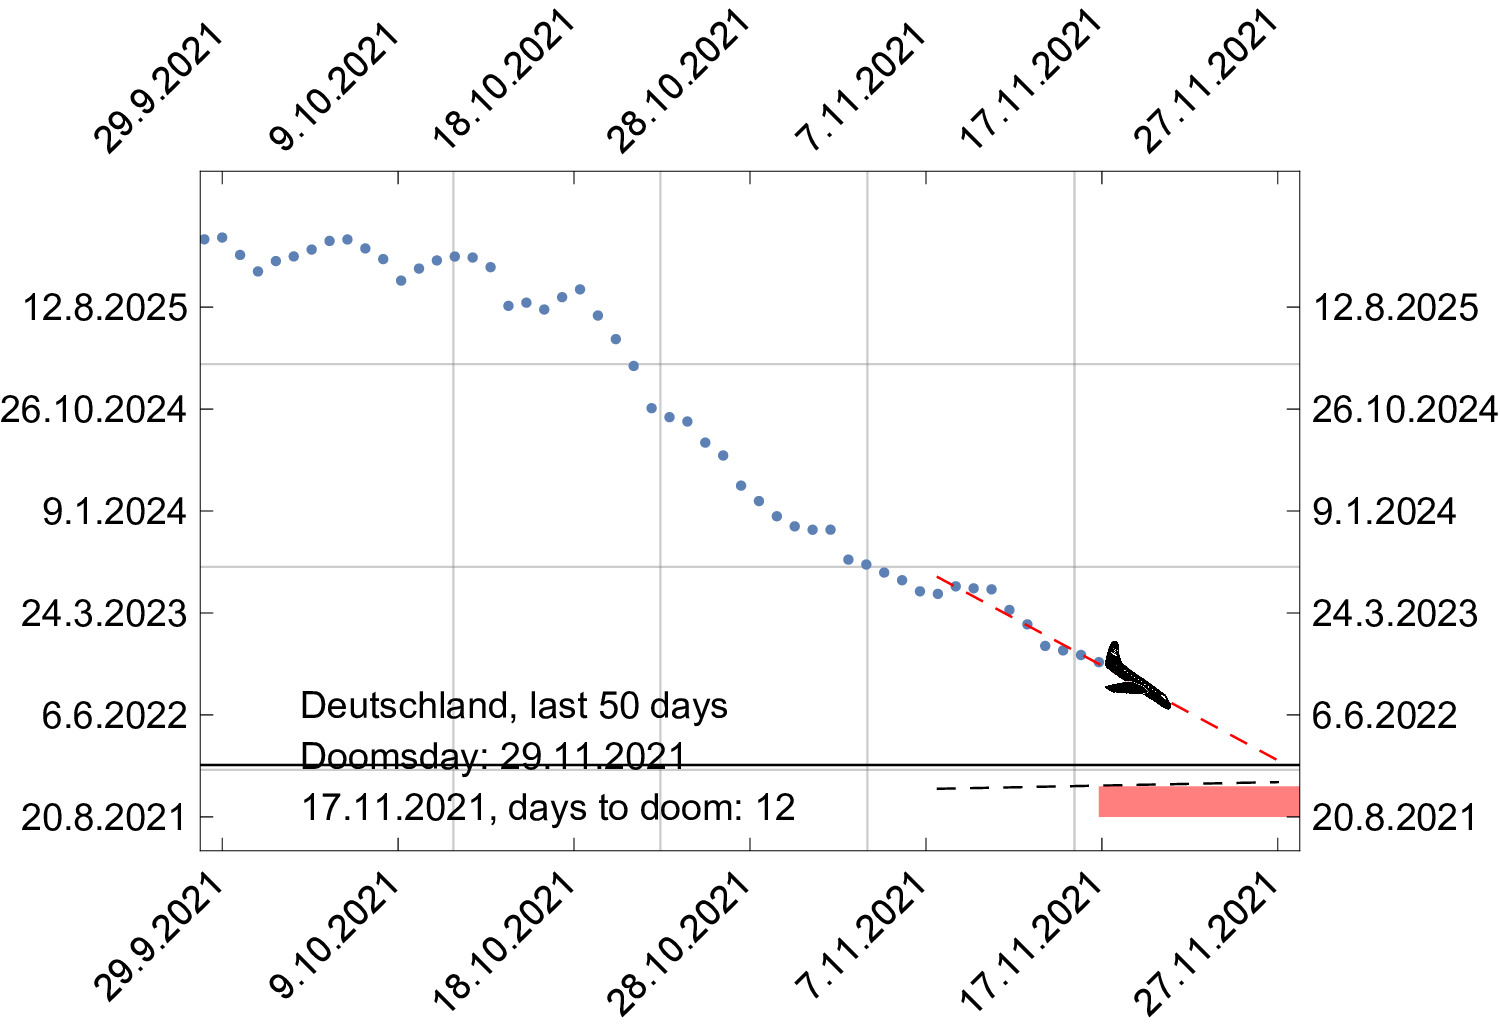 29.9.2021 9.10.2021 18.10.2021 28.10.2021 7.11.2021 17.11.2021 27.11.2021
12.8.2025 12.8.2025
26.10.2024 26.10.2024
9.1.2024 9.1.2024
24.3.2023 24.3.2023
Deutschland, last 50 days
6.6.2022 6.6.2022
Doomsday: 29.11.2021
17.11.2021, days to doom: 12
20.8.2021 20.8.2021
29.9.2021 9.10.2021 18.10.2021 28.10.2021 7.11.2021 17.11.2021 27.11.2021